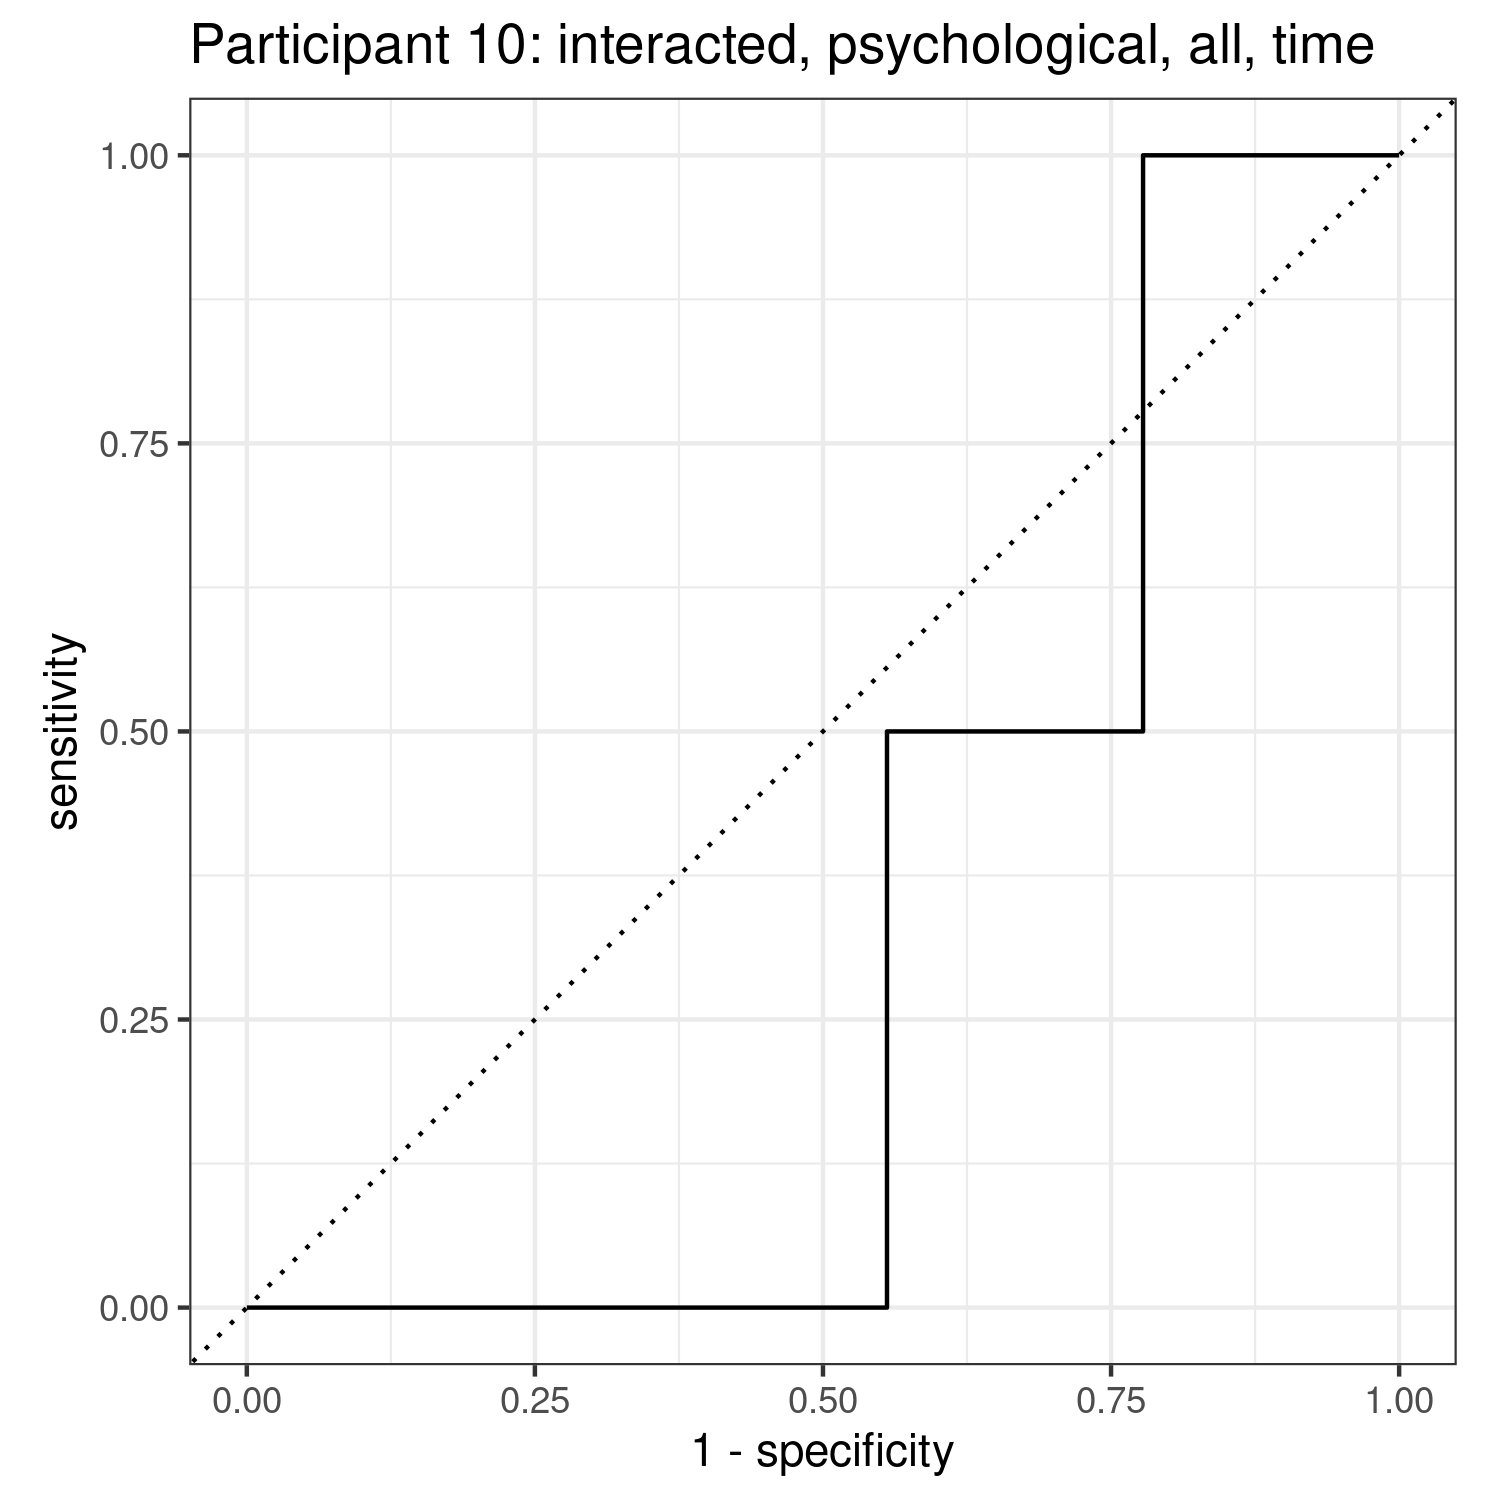 Participant 10: interacted, psychological, all, time
1.00
0.75
0.50
0.25
0.00
sensitivity
0.00 0.25 0.50 0.75 1.00
1 - specificity